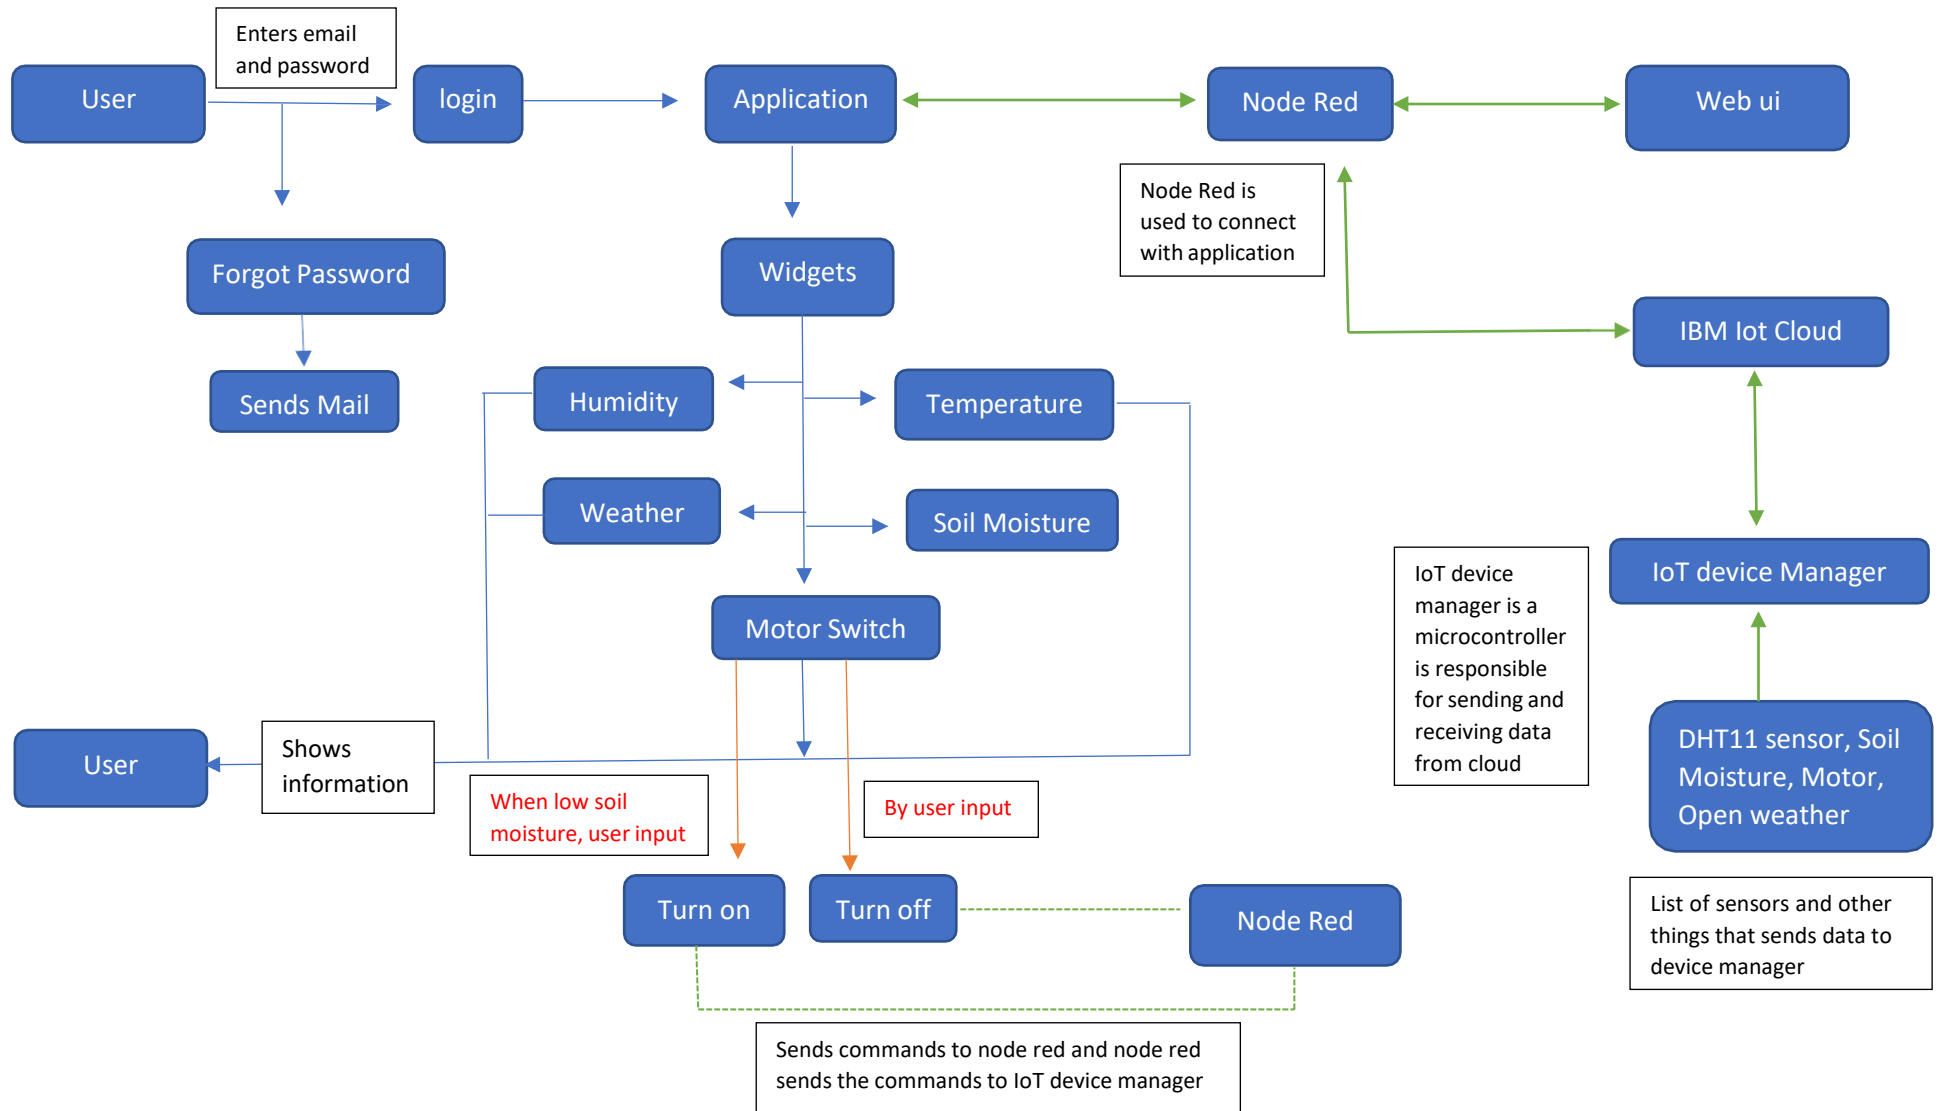 Enters email
and password
User
login
Application
Node Red
Web ui
Node Red is
used to connect
with application
Forgot Password
Widgets
IBM Iot Cloud
Sends Mail
Humidity
Temperature
Weather
Soil Moisture
IoT device Manager
IoT device
manager is a
microcontroller
is responsible
for sending and
receiving data
from cloud
Motor Switch
User
Shows
information
DHT11 sensor, Soil
Moisture, Motor,
Open weather
When low soil
moisture, user input
By user input
Turn on
Turn off
Node Red
List of sensors and other
things that sends data to
device manager
Sends commands to node red and node red
sends the commands to IoT device manager